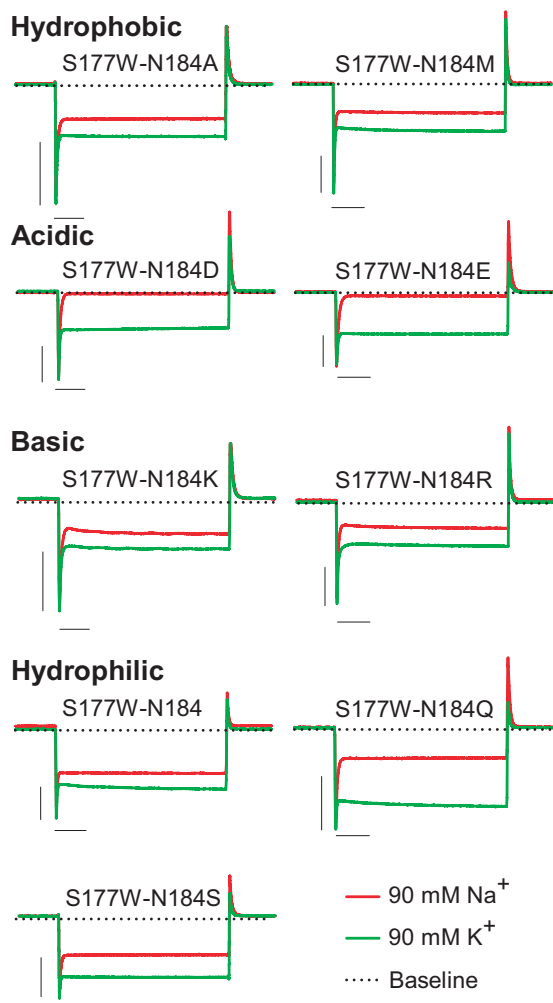 Hydrophobic
S177W-N184A
S177W-N184M
Acidic
S177W-N184D
S177W-N184E
Basic
S177W-N184K
S177W-N184R
Hydrophilic
S177W-N184
S177W-N184Q
S177W-N184S
90 mM Na⁺
90 mM K⁺
Baseline